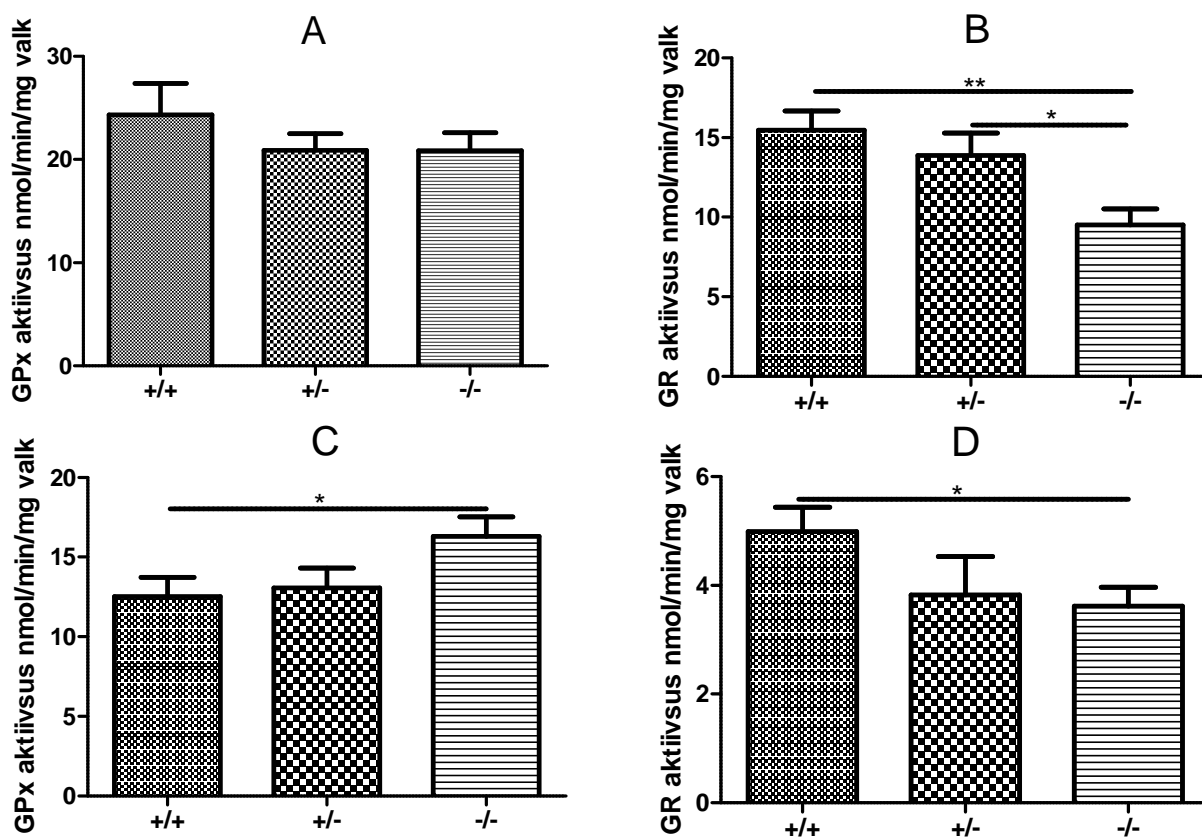 A
GPx aktiivsus nmol/min/mg valk
30
20
10
0
+/+ +/- -/-
B
GR aktiivsus nmol/min/mg valk
20
15
10
5
0
**
*
+/+ +/- -/-
C
GPx aktiivsus nmol/min/mg valk
20
15
10
5
0
*
+/+ +/- -/-
D
GR aktiivsus nmol/min/mg valk
6
4
2
0
*
+/+ +/- -/-